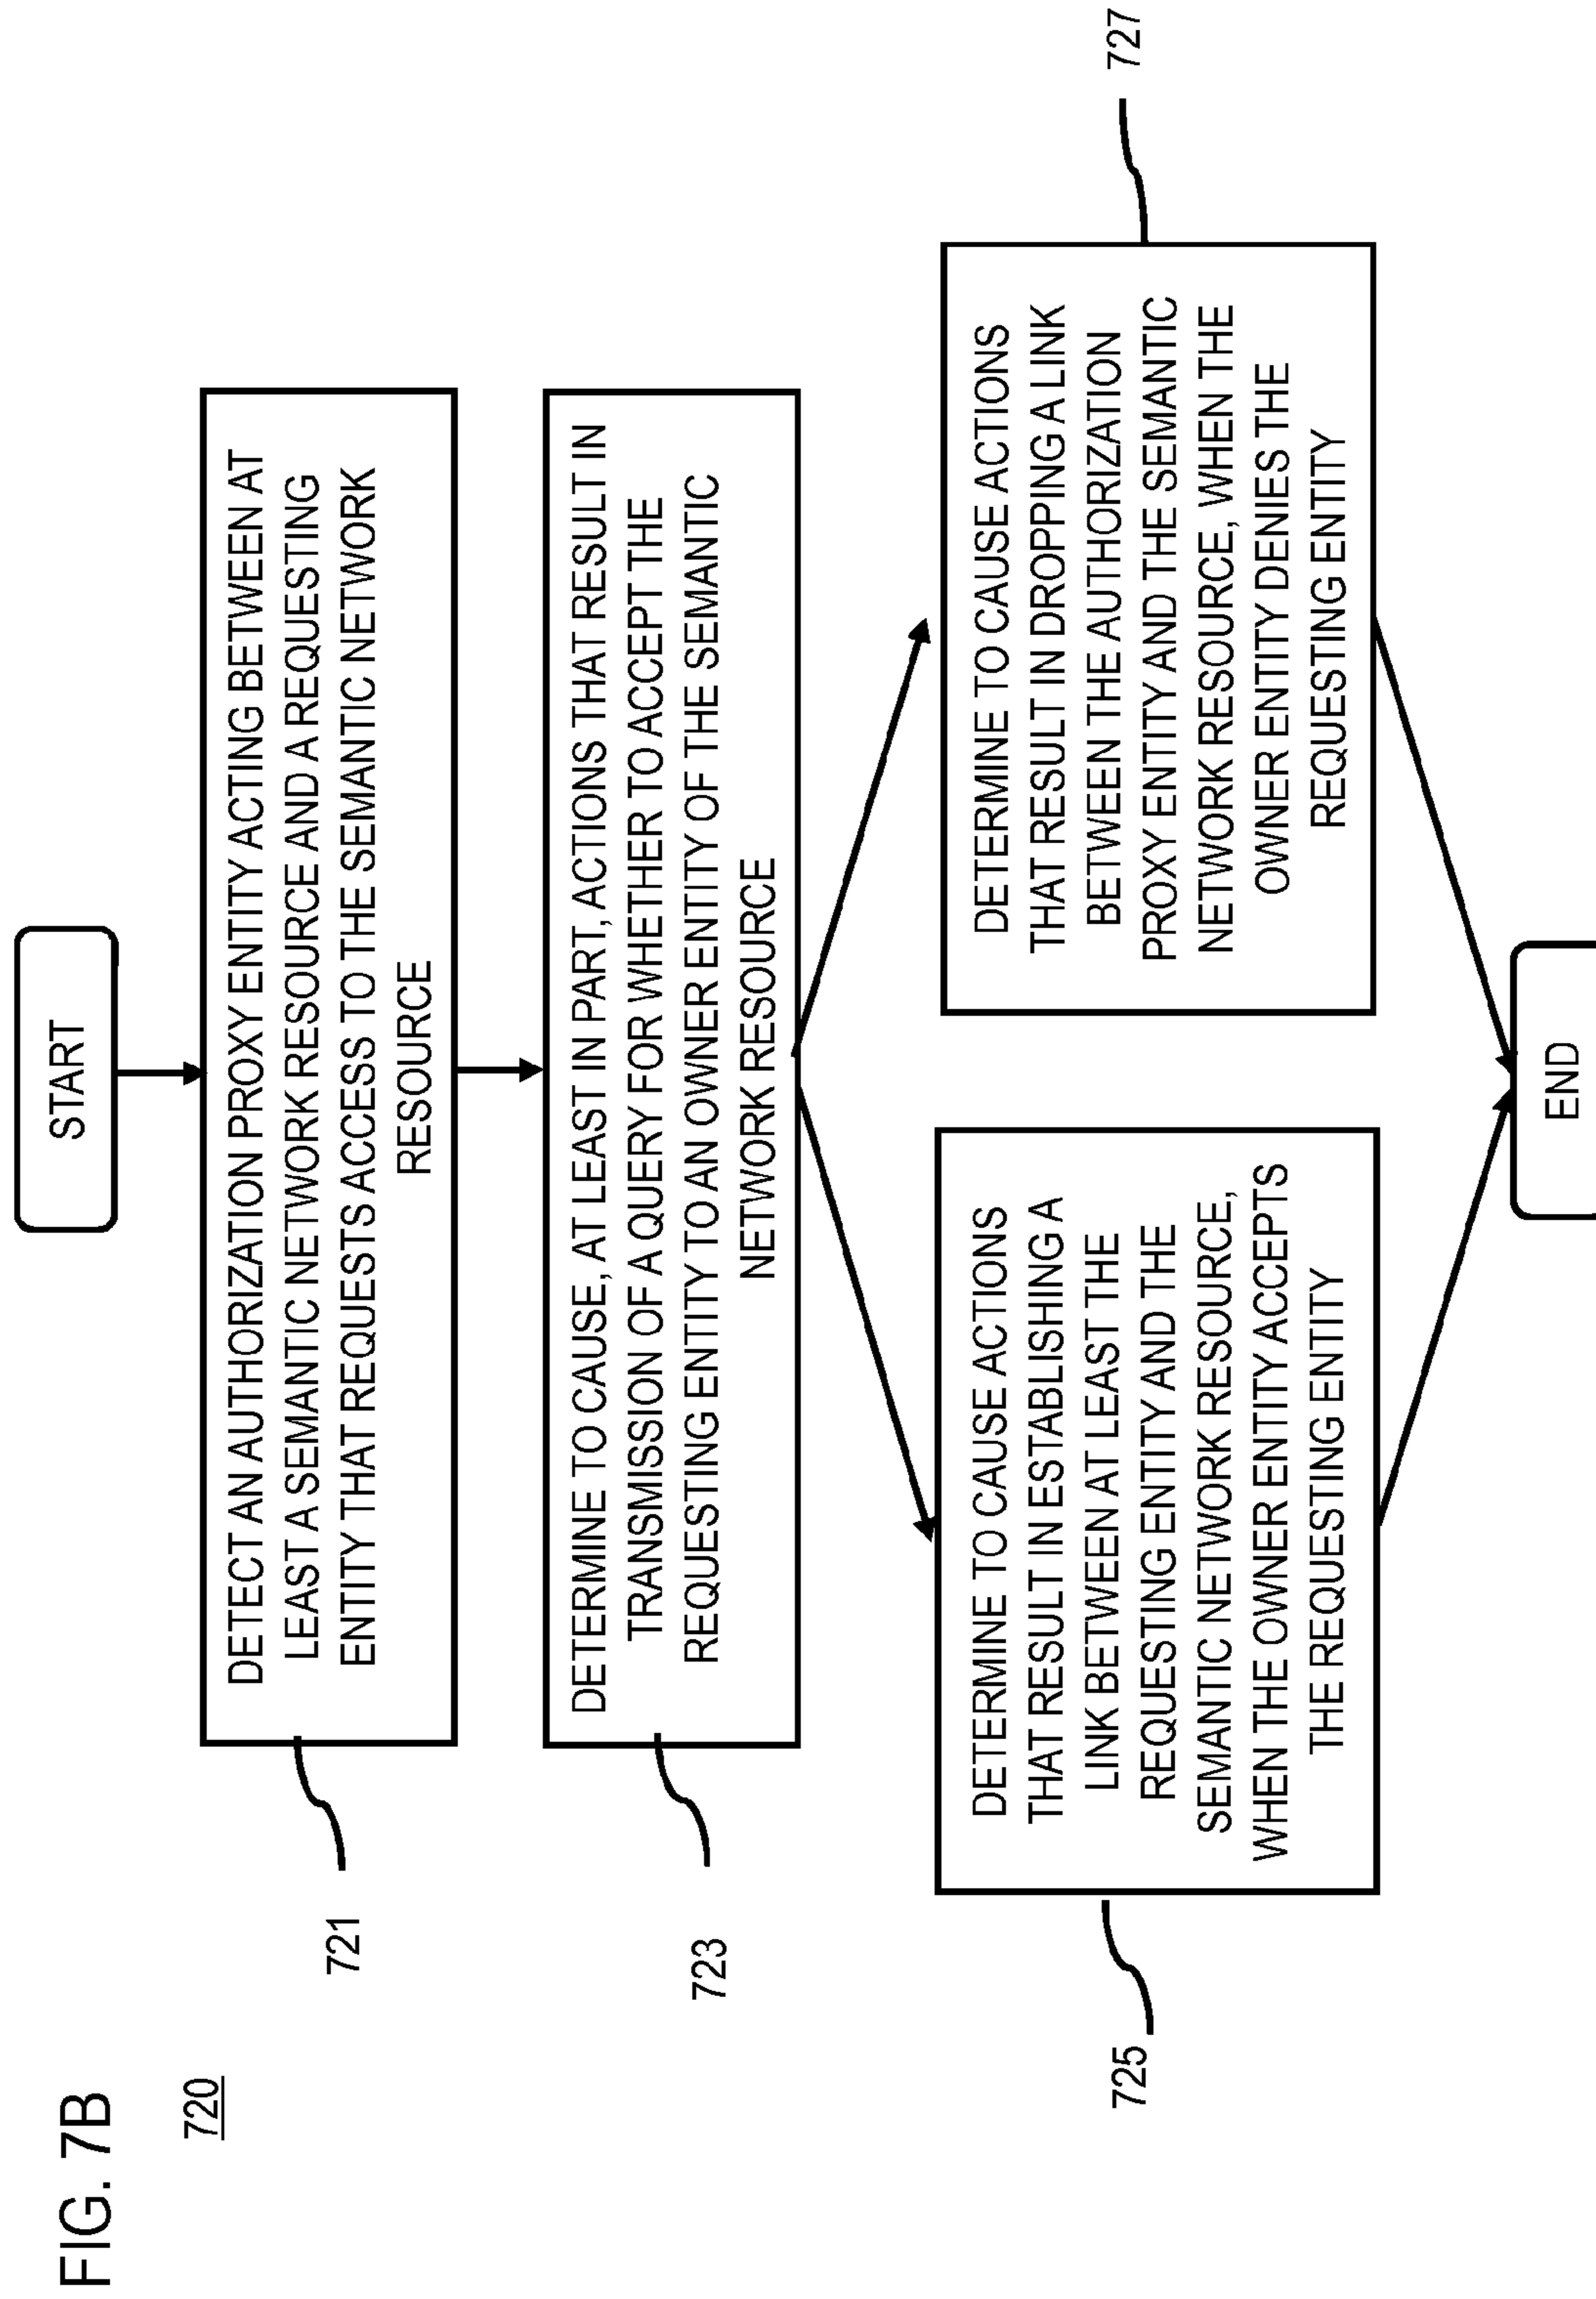 FIG. 7B
720
START
721
DETECT AN AUTHORIZATION PROXY ENTITY ACTING BETWEEN AT
LEAST A SEMANTIC NETWORK RESOURCE AND A REQUESTING
ENTITY THAT REQUESTS ACCESS TO THE SEMANTIC NETWORK
RESOURCE
723
DETERMINE TO CAUSE, AT LEAST IN PART, ACTIONS THAT RESULT IN
TRANSMISSION OF A QUERY FOR WHETHER TO ACCEPT THE
REQUESTING ENTITY TO AN OWNER ENTITY OF THE SEMANTIC
NETWORK RESOURCE
725
DETERMINE TO CAUSE ACTIONS
THAT RESULT IN ESTABLISHING A
LINK BETWEEN AT LEAST THE
REQUESTING ENTITY AND THE
SEMANTIC NETWORK RESOURCE,
WHEN THE OWNER ENTITY ACCEPTS
THE REQUESTING ENTITY
727
DETERMINE TO CAUSE ACTIONS
THAT RESULT IN DROPPING A LINK
BETWEEN THE AUTHORIZATION
PROXY ENTITY AND THE SEMANTIC
NETWORK RESOURCE, WHEN THE
OWNER ENTITY DENIES THE
REQUESTING ENTITY
END